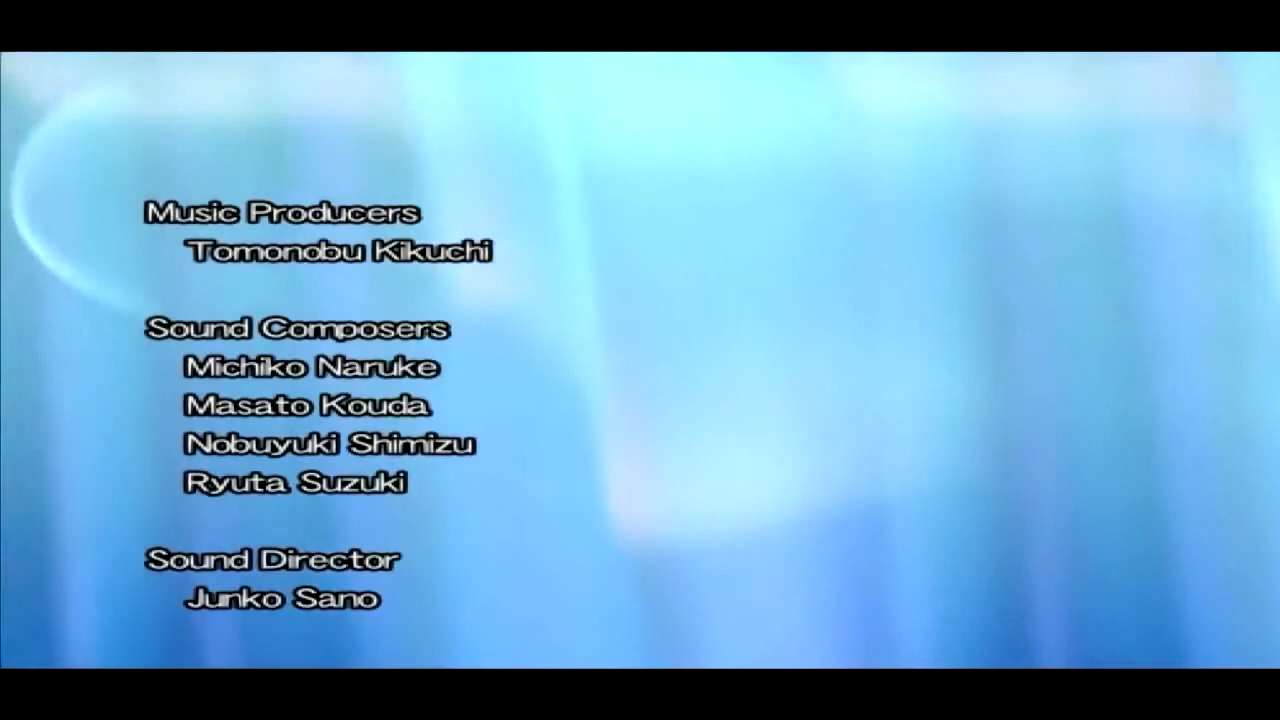 Music Producers
Tomonobu Kikuchi
Sound Composers
Michiko Naruke
Masato Kouda
Nobuyuki Shimizu
Ryuta Suzuki
Sound Director
Junko Sano